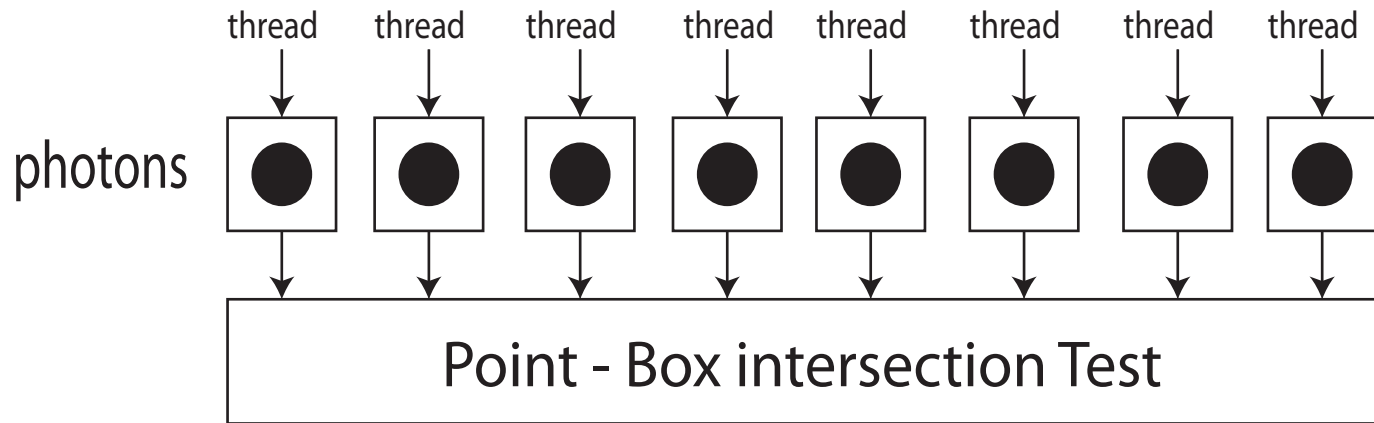 thread thread thread thread thread thread thread thread
photons
Point - Box intersection Test